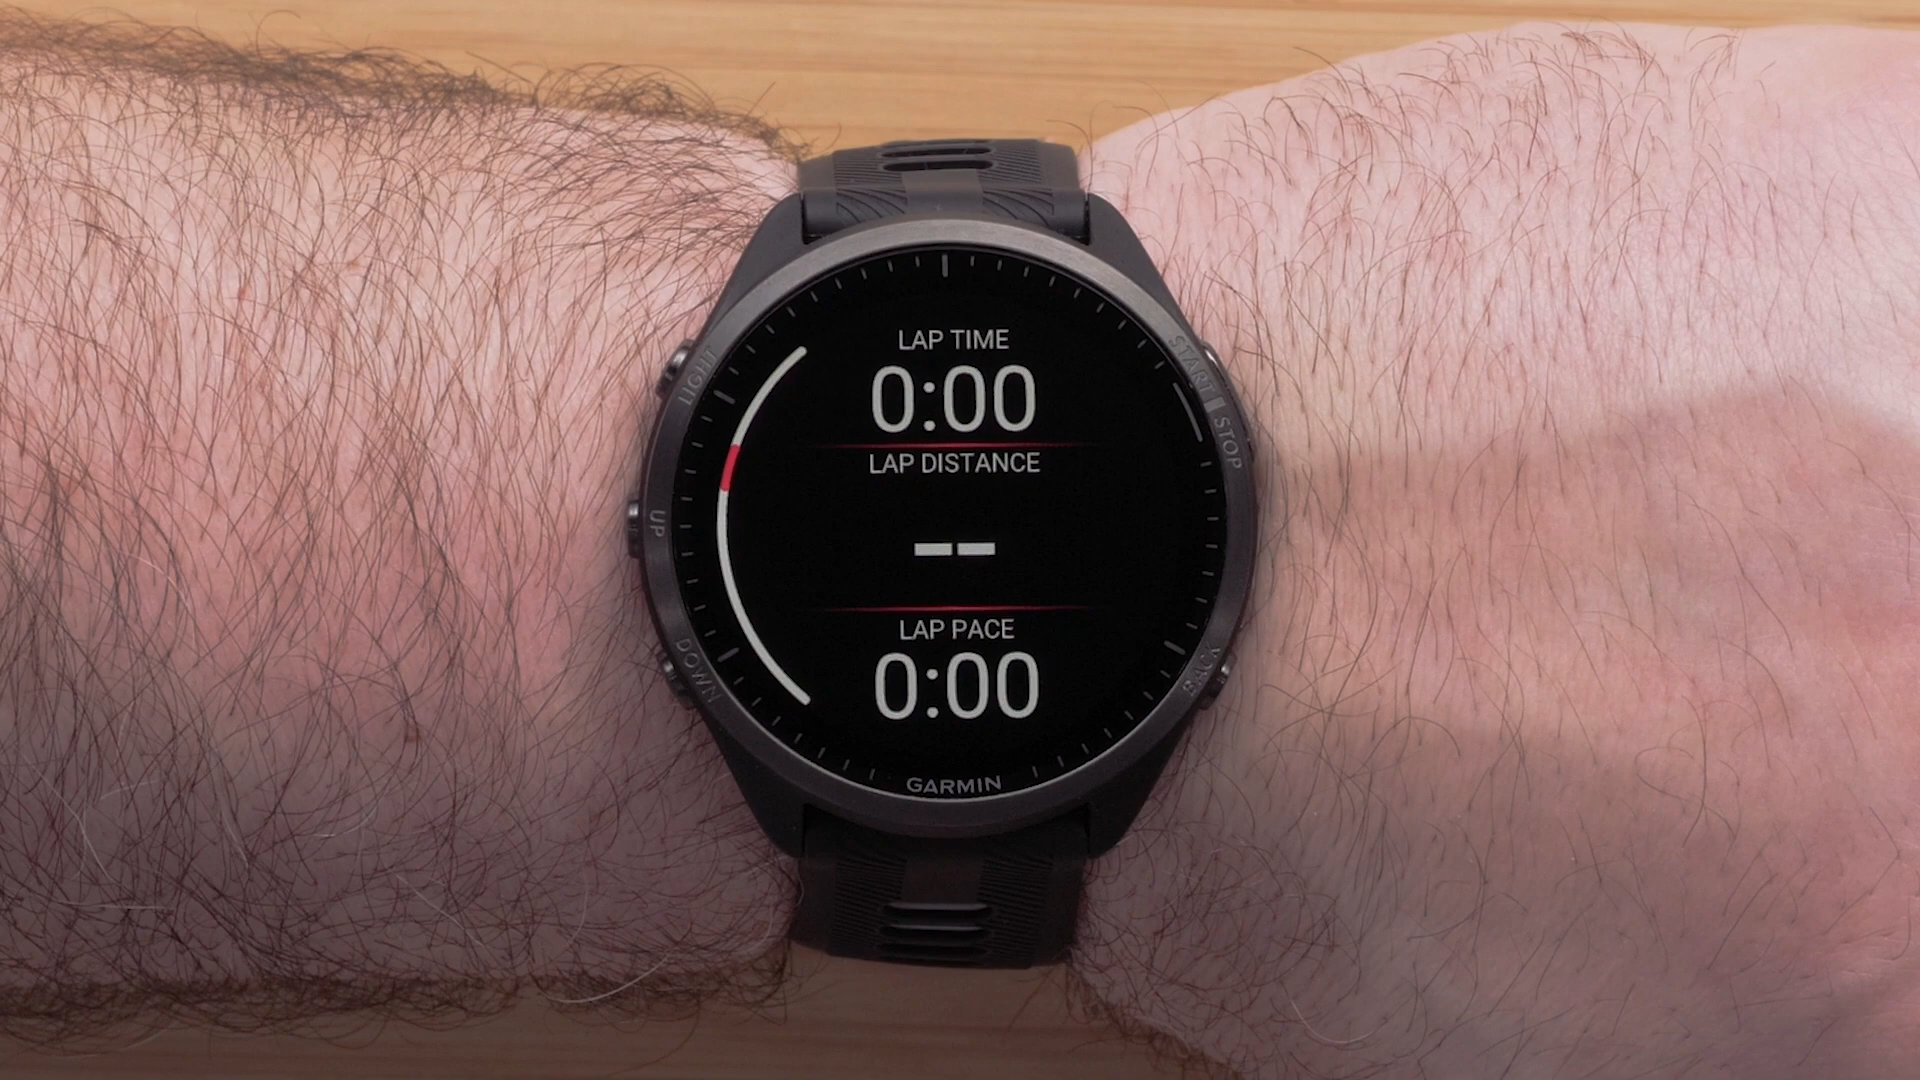 LAP TIME
0:00
LAP DISTANCE
--
LAP PACE
0:00
GARMIN
LIGHT
UP
DOWN
START
STOP
BACK